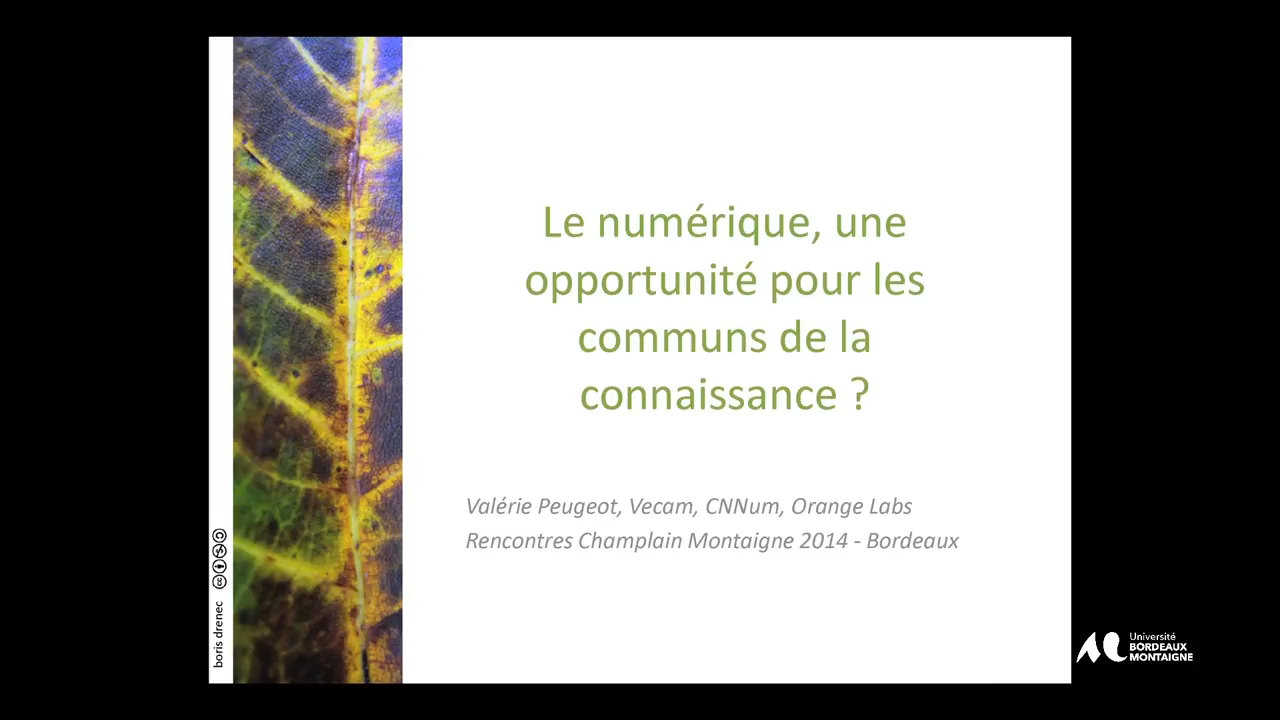 Le numérique, une
opportunité pour les
communs de la
connaissance ?
Valérie Peugeot, Vecam, CNNum, Orange Labs
Rencontres Champlain Montaigne 2014 - Bordeaux
boris drenec
cc
Université
BORDEAUX
MONTAIGNE